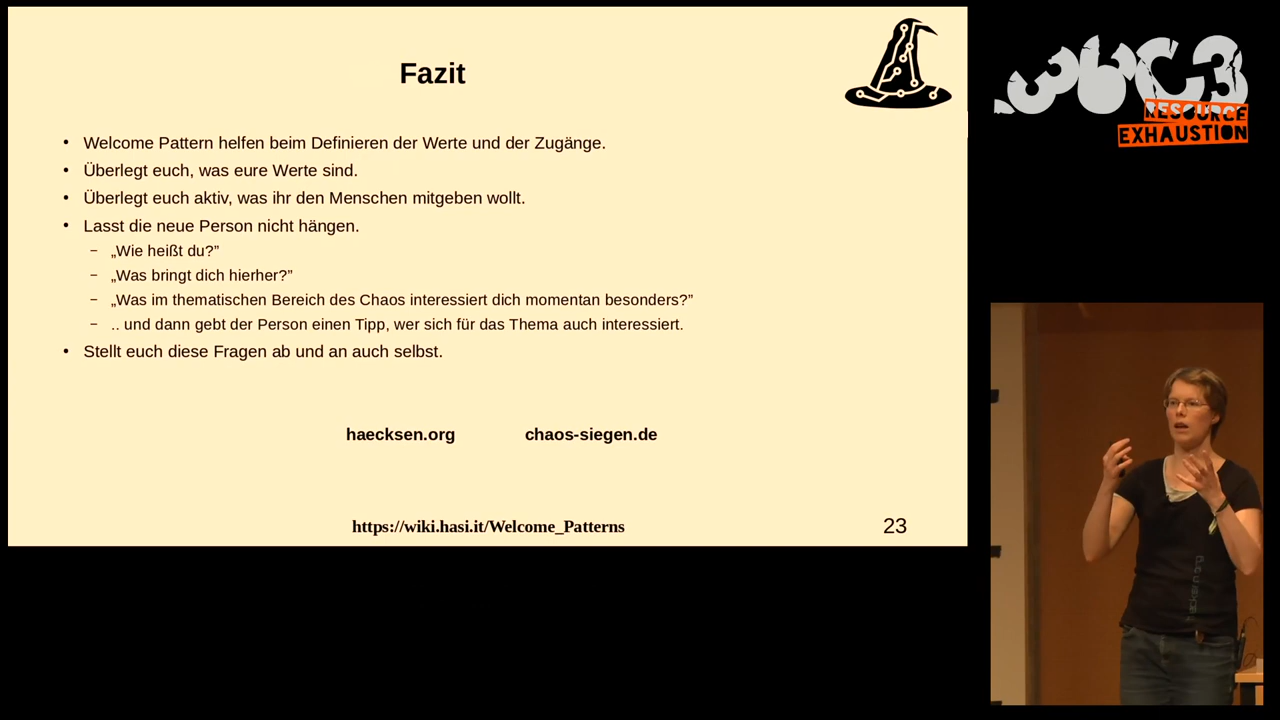 Fazit
• Welcome Pattern helfen beim Definieren der Werte und der Zugänge.
• Überlegt euch, was eure Werte sind.
• Überlegt euch aktiv, was ihr den Menschen mitgeben wollt.
• Lasst die neue Person nicht hängen.
– „Wie heißt du?”
– „Was bringt dich hierher?”
– „Was im thematischen Bereich des Chaos interessiert dich momentan besonders?”
– .. und dann gebt der Person einen Tipp, wer sich für das Thema auch interessiert.
• Stellt euch diese Fragen ab und an auch selbst.
haecksen.org chaos-siegen.de
https://wiki.hasi.it/Welcome_Patterns 23
36C3
RESOURCE
EXHAUSTION